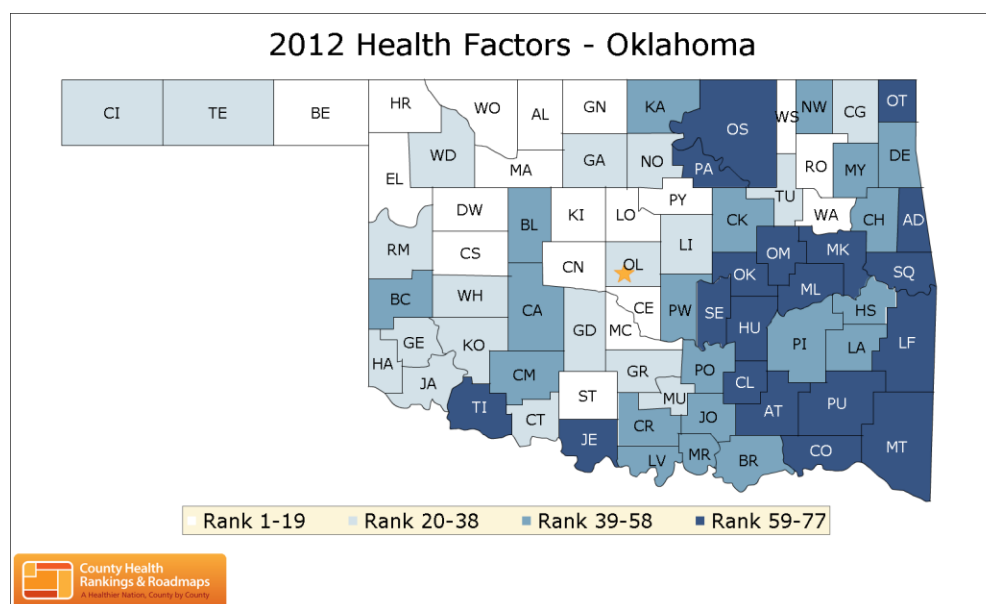 2012 Health Factors - Oklahoma
CI TE BE HR WO AL GN KA OS WS NW CG OT
WD MA GA NO PA RO MY DE
EL DW BL KI LO PY CK TU WA CH AD
RM CS CN OL LI OM MK SQ
BC WH CA GD CE PW OK ML HS
MC SE HU PI LA LF
GE KO HA JA CM GR PO CL
TI CT ST MU AT PU
JE CR JO CO MT
LV MR BR
Rank 1-19 Rank 20-38 Rank 39-58 Rank 59-77
County Health
Rankings & Roadmaps
A Healthier Nation, County by County